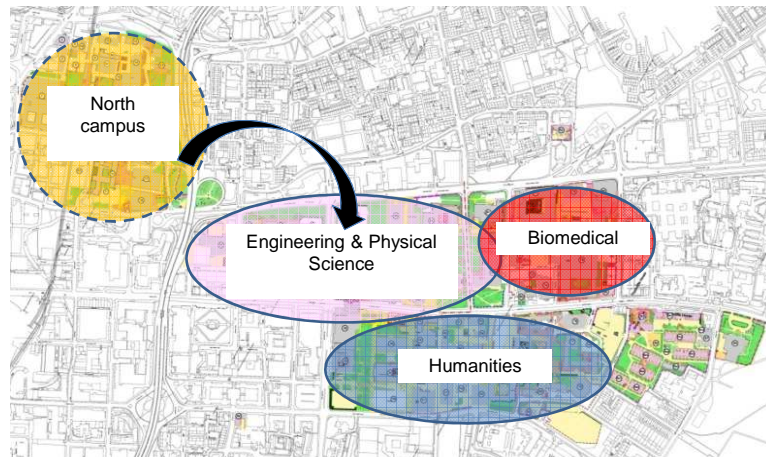 North
campus
Engineering & Physical
Science
Biomedical
Humanities